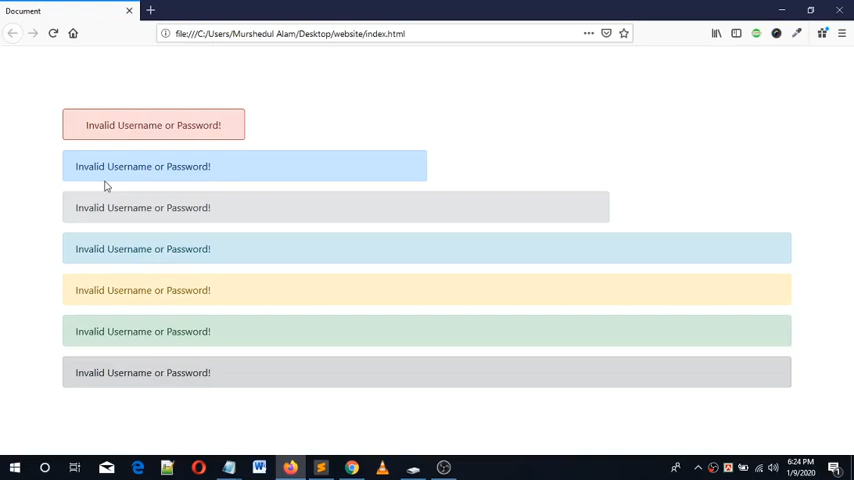 Document
file:///C:/Users/Murshedul Alam/Desktop/website/index.html
Invalid Username or Password!
Invalid Username or Password!
Invalid Username or Password!
Invalid Username or Password!
Invalid Username or Password!
Invalid Username or Password!
Invalid Username or Password!
6:24 PM
1/9/2020